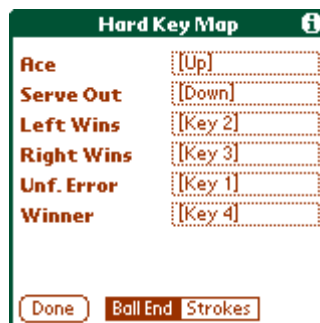 Hard Key Map i
Ace [Up]
Serve Out [Down]
Left Wins [Key 2]
Right Wins [Key 3]
Unf. Error [Key 1]
Winner [Key 4]
Done Ball End Strokes